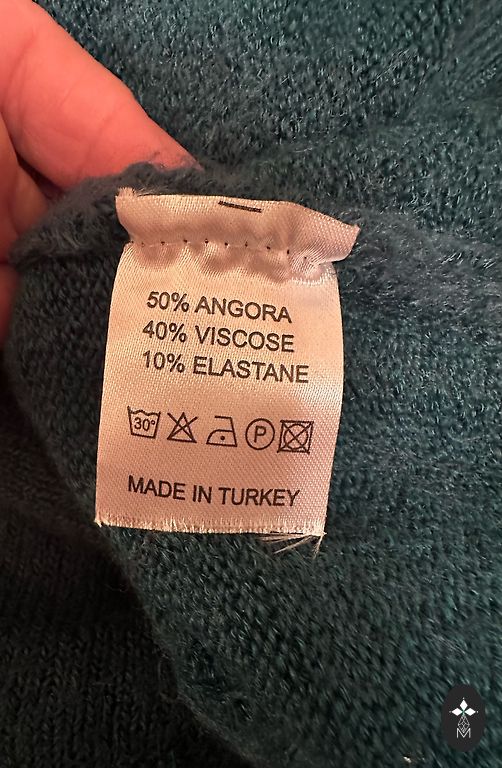 50% ANGORA
40% VISCOSE
10% ELASTANE
30° P
MADE IN TURKEY
M